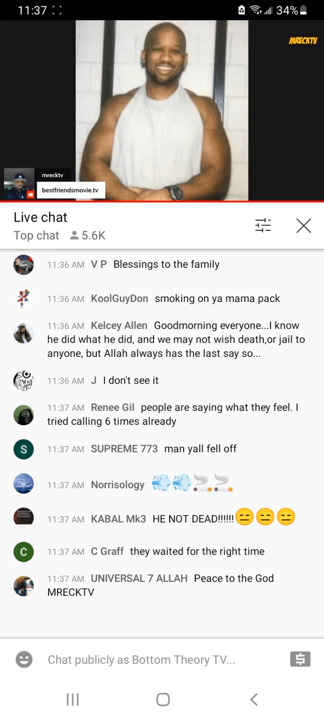 11:37
34%
MRECKTV
mrecktv
bestfriendsmovie.tv
Live chat
Top chat 5.6K
11:36 AM V P Blessings to the family
11:36 AM KoolGuyDon smoking on ya mama pack
11:36 AM Kelcey Allen Goodmorning everyone...I know
he did what he did, and we may not wish death,or jail to
anyone, but Allah always has the last say so...
11:36 AM J I don't see it
11:37 AM Renee Gil people are saying what they feel. I
tried calling 6 times already
S 11:37 AM SUPREME 773 man yall fell off
11:37 AM Norrisology 💨💨🚬🚬
11:37 AM KABAL Mk3 HE NOT DEAD!!!!!!😑😑😑
C 11:37 AM C Graff they waited for the right time
11:37 AM UNIVERSAL 7 ALLAH Peace to the God
MRECKTV
Chat publicly as Bottom Theory TV...
$